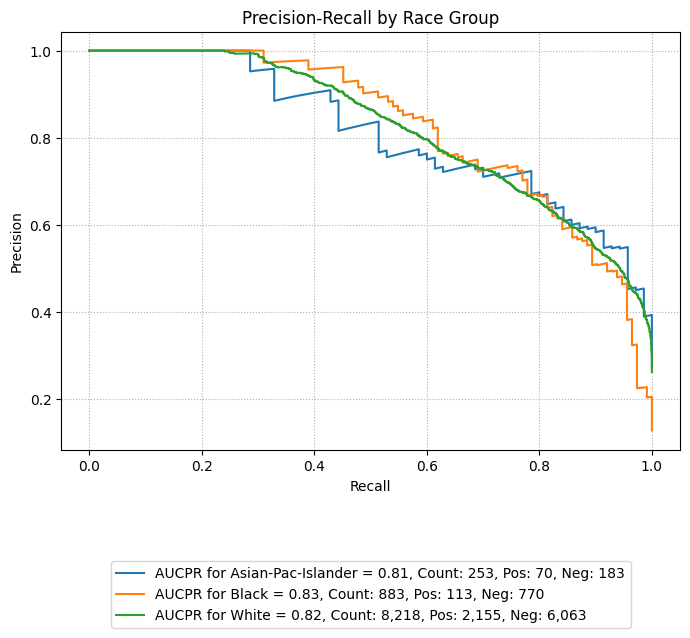 Precision-Recall by Race Group
1.0
0.8
0.6
0.4
0.2
Precision
0.0 0.2 0.4 0.6 0.8 1.0
Recall
AUCPR for Asian-Pac-Islander = 0.81, Count: 253, Pos: 70, Neg: 183
AUCPR for Black = 0.83, Count: 883, Pos: 113, Neg: 770
AUCPR for White = 0.82, Count: 8,218, Pos: 2,155, Neg: 6,063